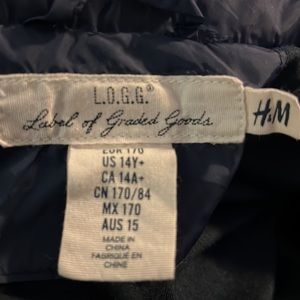 L.O.G.G.®
Label of Graded Goods
H&M
EUR 170
US 14Y+
CA 14A+
CN 170/84
MX 170
AUS 15
MADE IN
CHINA
FABRIQUÉ EN
CHINE